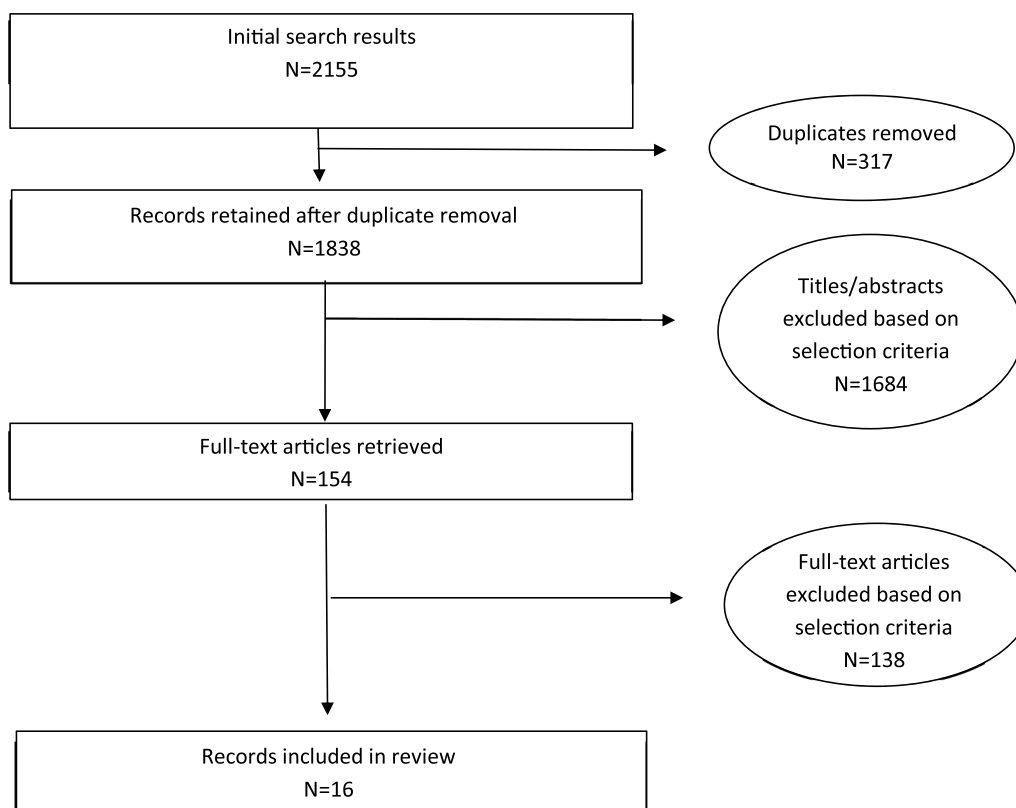 Initial search results
N=2155
Duplicates removed
N=317
Records retained after duplicate removal
N=1838
Titles/abstracts
excluded based on
selection criteria
N=1684
Full-text articles retrieved
N=154
Full-text articles
excluded based on
selection criteria
N=138
Records included in review
N=16